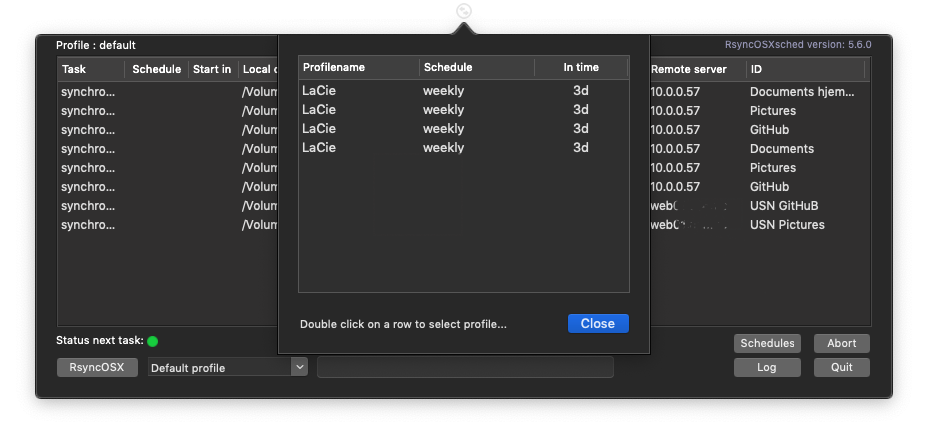 Profile : default
RsyncOSXsched version: 5.6.0
Task Schedule Start in Local
Profilename Schedule In time
Remote server ID
LaCie weekly 3d
LaCie weekly 3d
LaCie weekly 3d
LaCie weekly 3d
synchro... /Volum 10.0.0.57 Documents hjem...
synchro... /Volum 10.0.0.57 Pictures
synchro... /Volum 10.0.0.57 GitHub
synchro... /Volum 10.0.0.57 Documents
synchro... /Volum 10.0.0.57 Pictures
synchro... /Volum 10.0.0.57 GitHub
synchro... /Volum USN GitHuB
synchro... /Volum USN Pictures
Double click on a row to select profile...
Close
Status next task:
Schedules Abort
RsyncOSX Default profile
Log Quit